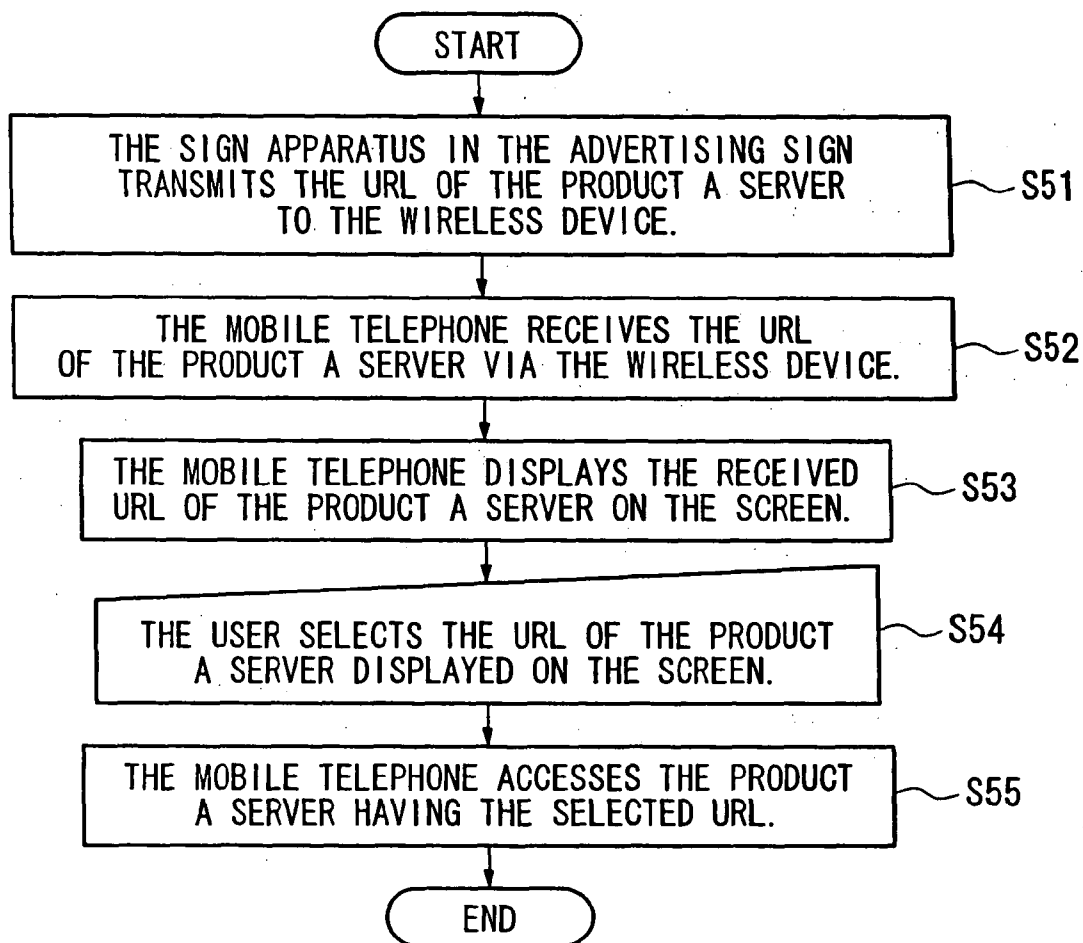 START
THE SIGN APPARATUS IN THE ADVERTISING SIGN
TRANSMITS THE URL OF THE PRODUCT A SERVER
TO THE WIRELESS DEVICE.
S51
THE MOBILE TELEPHONE RECEIVES THE URL
OF THE PRODUCT A SERVER VIA THE WIRELESS DEVICE.
S52
THE MOBILE TELEPHONE DISPLAYS THE RECEIVED
URL OF THE PRODUCT A SERVER ON THE SCREEN.
S53
THE USER SELECTS THE URL OF THE PRODUCT
A SERVER DISPLAYED ON THE SCREEN.
S54
THE MOBILE TELEPHONE ACCESSES THE PRODUCT
A SERVER HAVING THE SELECTED URL.
S55
END